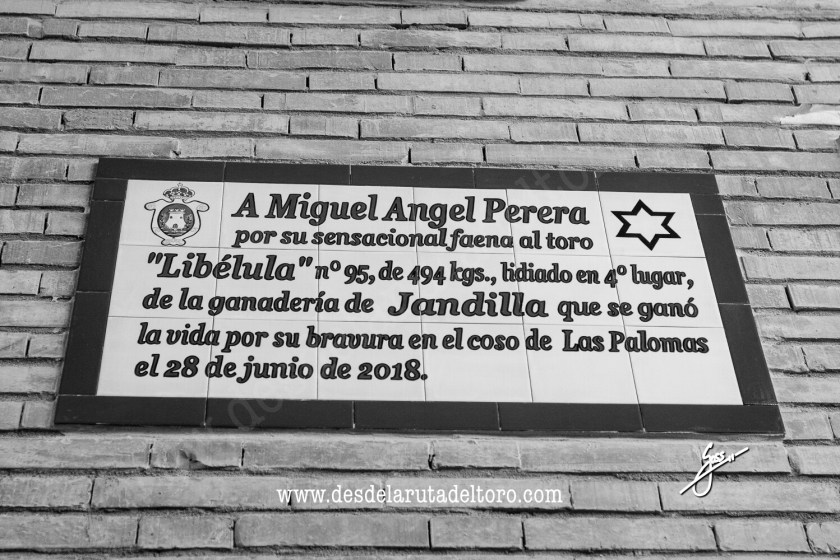 A Miguel Angel Perera
por su sensacional faena al toro
"Libélula" nº 95, de 494 kgs., lidiado en 4º lugar,
de la ganadería de Jandilla que se ganó
la vida por su bravura en el coso de Las Palomas
el 28 de junio de 2018.
www.desdelarutadeltoro.com